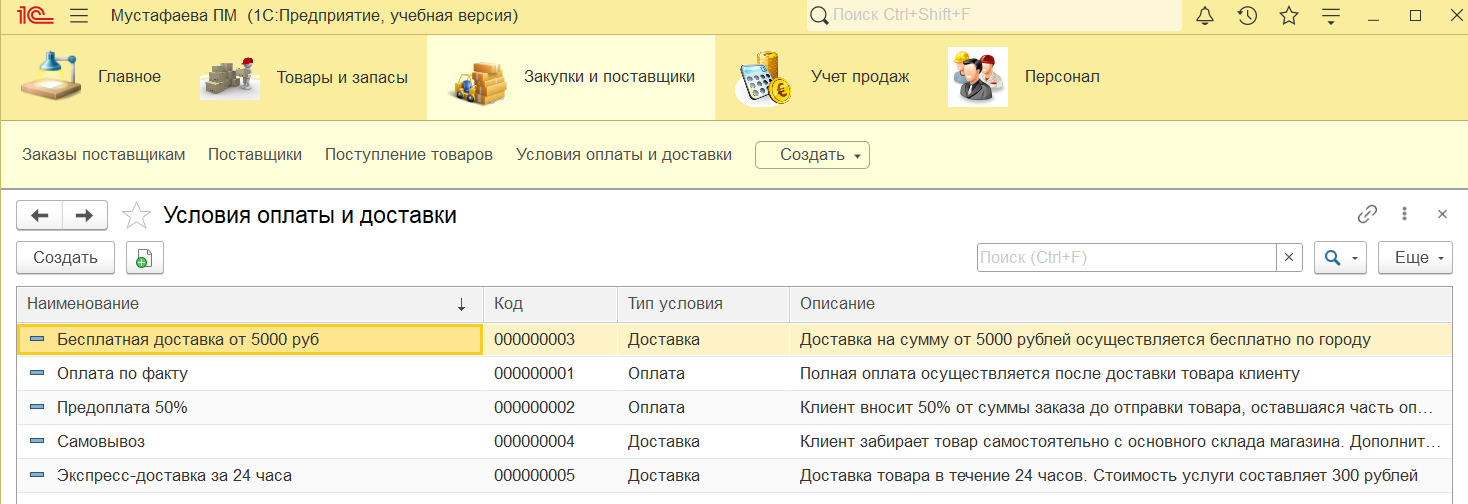 1С Мустафаева ПМ (1С:Предприятие, учебная версия) Поиск Ctrl+Shift+F
Главное Товары и запасы Закупки и поставщики Учет продаж Персонал
Заказы поставщикам Поставщики Поступление товаров Условия оплаты и доставки Создать
Условия оплаты и доставки
Создать Поиск (Ctrl+F) Еще
Наименование Код Тип условия Описание
Бесплатная доставка от 5000 руб 000000003 Доставка Доставка на сумму от 5000 рублей осуществляется бесплатно по городу
Оплата по факту 000000001 Оплата Полная оплата осуществляется после доставки товара клиенту
Предоплата 50% 000000002 Оплата Клиент вносит 50% от суммы заказа до отправки товара, оставшаяся часть оп...
Самовывоз 000000004 Доставка Клиент забирает товар самостоятельно с основного склада магазина. Дополнит...
Экспресс-доставка за 24 часа 000000005 Доставка Доставка товара в течение 24 часов. Стоимость услуги составляет 300 рублей